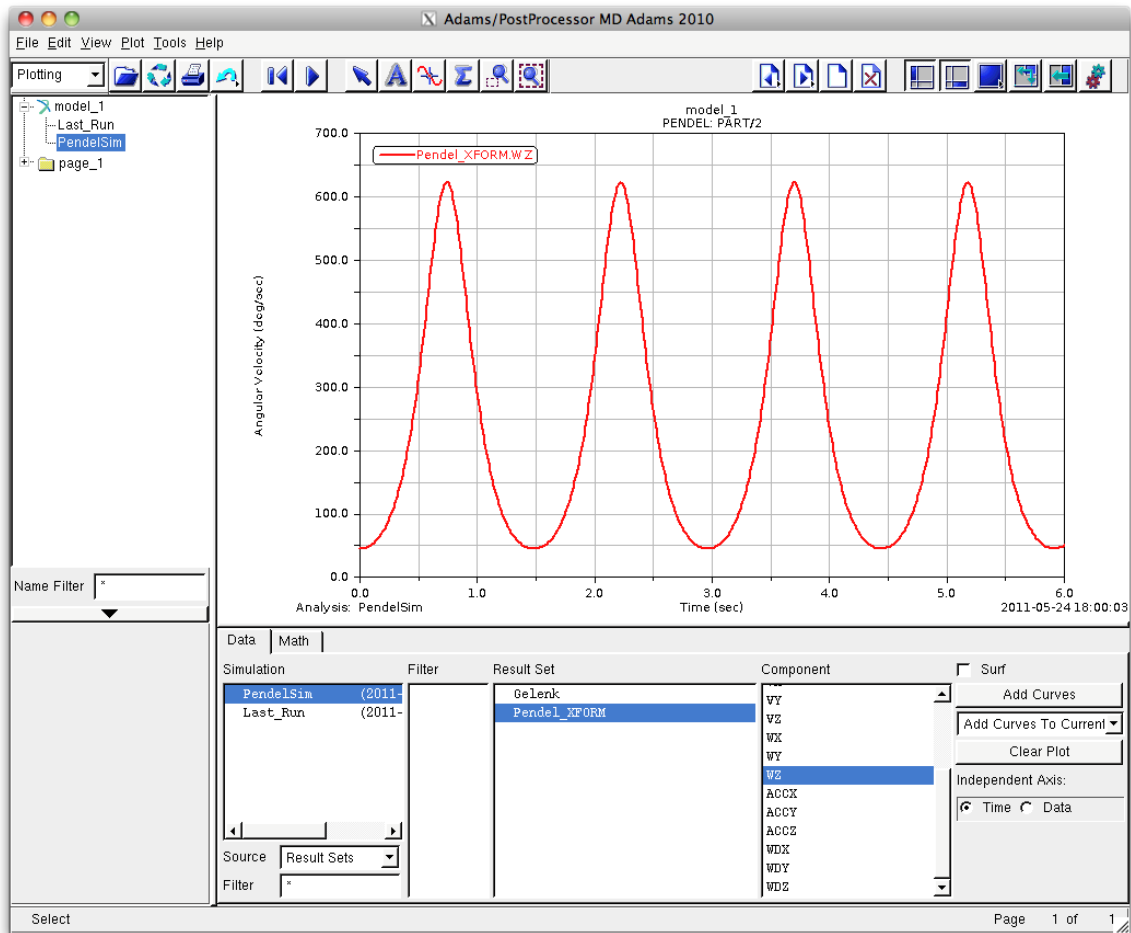 Adams/PostProcessor MD Adams 2010
File Edit View Plot Tools Help
Plotting
model_1
Last_Run
PendelSim
page_1
model_1
PENDEL: PART/2
Pendel_XFORM.WZ
700.0
600.0
500.0
400.0
300.0
200.0
100.0
0.0
Angular Velocity (deg/sec)
0.0 1.0 2.0 3.0 4.0 5.0 6.0
Analysis: PendelSim Time (sec) 2011-05-24 18:00:03
Name Filter *
Data Math
Simulation Filter Result Set Component Surf
PendelSim (2011-
Last_Run (2011-
Gelenk
Pendel_XFORM
VY
VZ
WX
WY
WZ
ACCX
ACCY
ACCZ
WDX
WDY
WDZ
Add Curves
Add Curves To Current
Clear Plot
Independent Axis:
Time Data
Source Result Sets
Filter *
Select Page 1 of 1